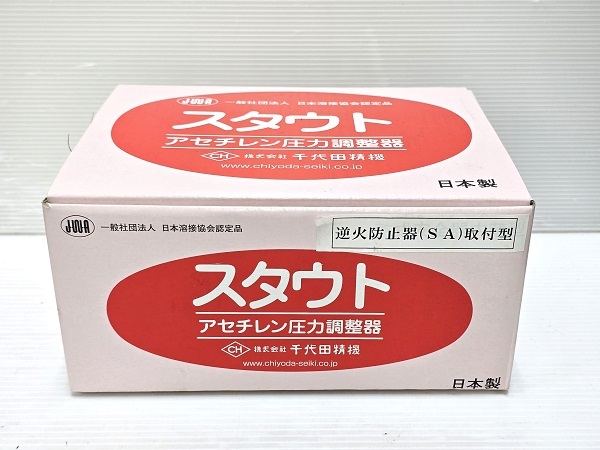 JWA 一般社団法人 日本溶接協会認定品
スタウト
アセチレン圧力調整器
CH 株式会社 千代田精機
www.chiyoda-seiki.co.jp
日本製
JWA 一般社団法人 日本溶接協会認定品
逆火防止器(SA)取付型
スタウト
アセチレン圧力調整器
CH 株式会社 千代田精機
www.chiyoda-seiki.co.jp
日本製